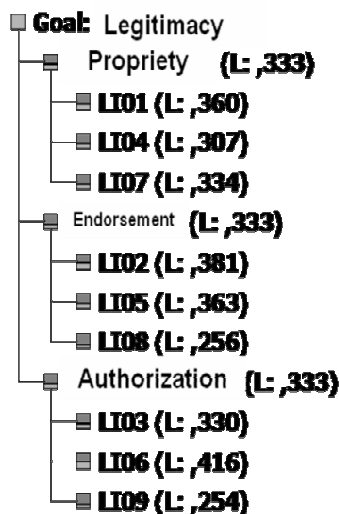 Goal: Legitimacy
Propriety (L: ,333)
LI01 (L: ,360)
LI04 (L: ,307)
LI07 (L: ,334)
Endorsement (L: ,333)
LI02 (L: ,381)
LI05 (L: ,363)
LI08 (L: ,256)
Authorization (L: ,333)
LI03 (L: ,330)
LI06 (L: ,416)
LI09 (L: ,254)